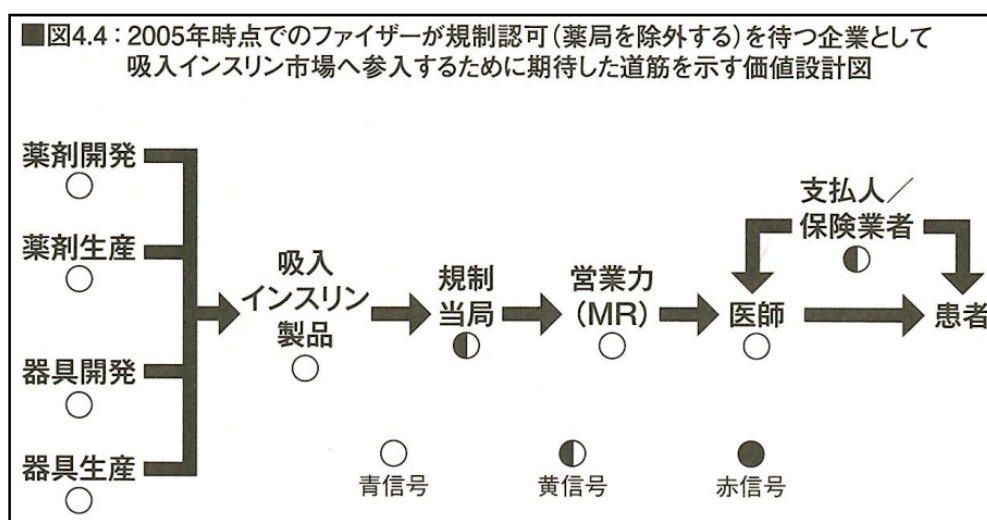 ■図4.4：2005年時点でのファイザーが規制認可（薬局を除外する）を待つ企業として
吸入インスリン市場へ参入するために期待した道筋を示す価値設計図
薬剤開発
薬剤生産
器具開発
器具生産
吸入
インスリン
製品
規制
当局
営業力
（MR）
医師
支払人／
保険業者
患者
青信号
黄信号
赤信号